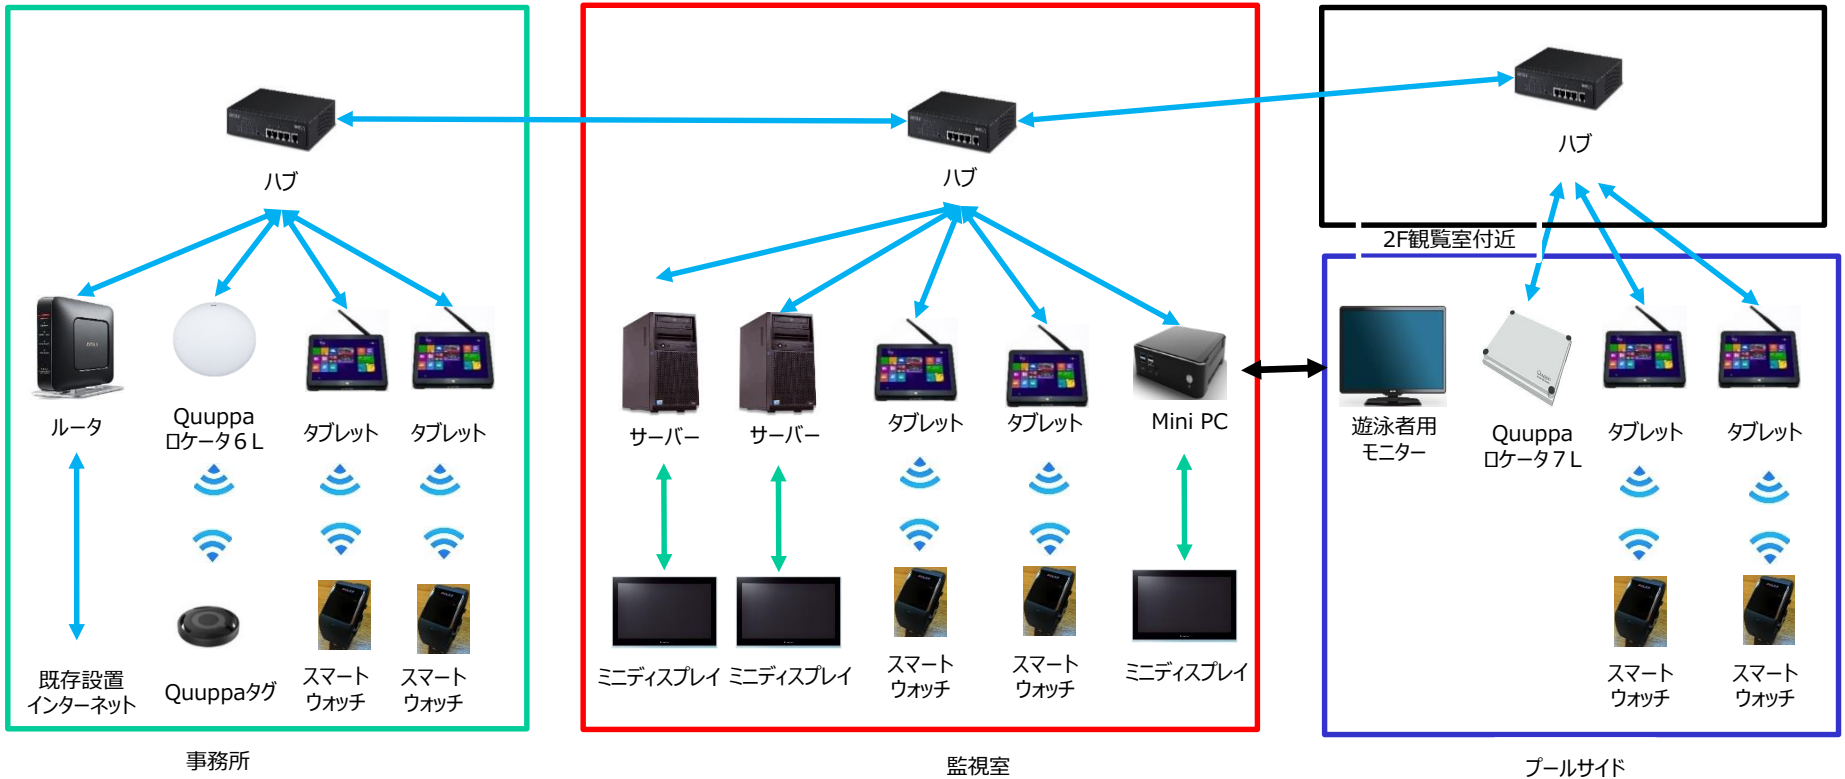 ハブ
ルータ
Quuppa
ロケータ６Ｌ
タブレット
タブレット
既存設置
インターネット
Quuppaタグ
スマート
ウォッチ
スマート
ウォッチ
事務所
ハブ
サーバー
サーバー
タブレット
タブレット
Mini PC
ミニディスプレイ
ミニディスプレイ
スマート
ウォッチ
スマート
ウォッチ
ミニディスプレイ
監視室
ハブ
2F観覧室付近
遊泳者用
モニター
Quuppa
ロケータ７Ｌ
タブレット
タブレット
スマート
ウォッチ
スマート
ウォッチ
プールサイド